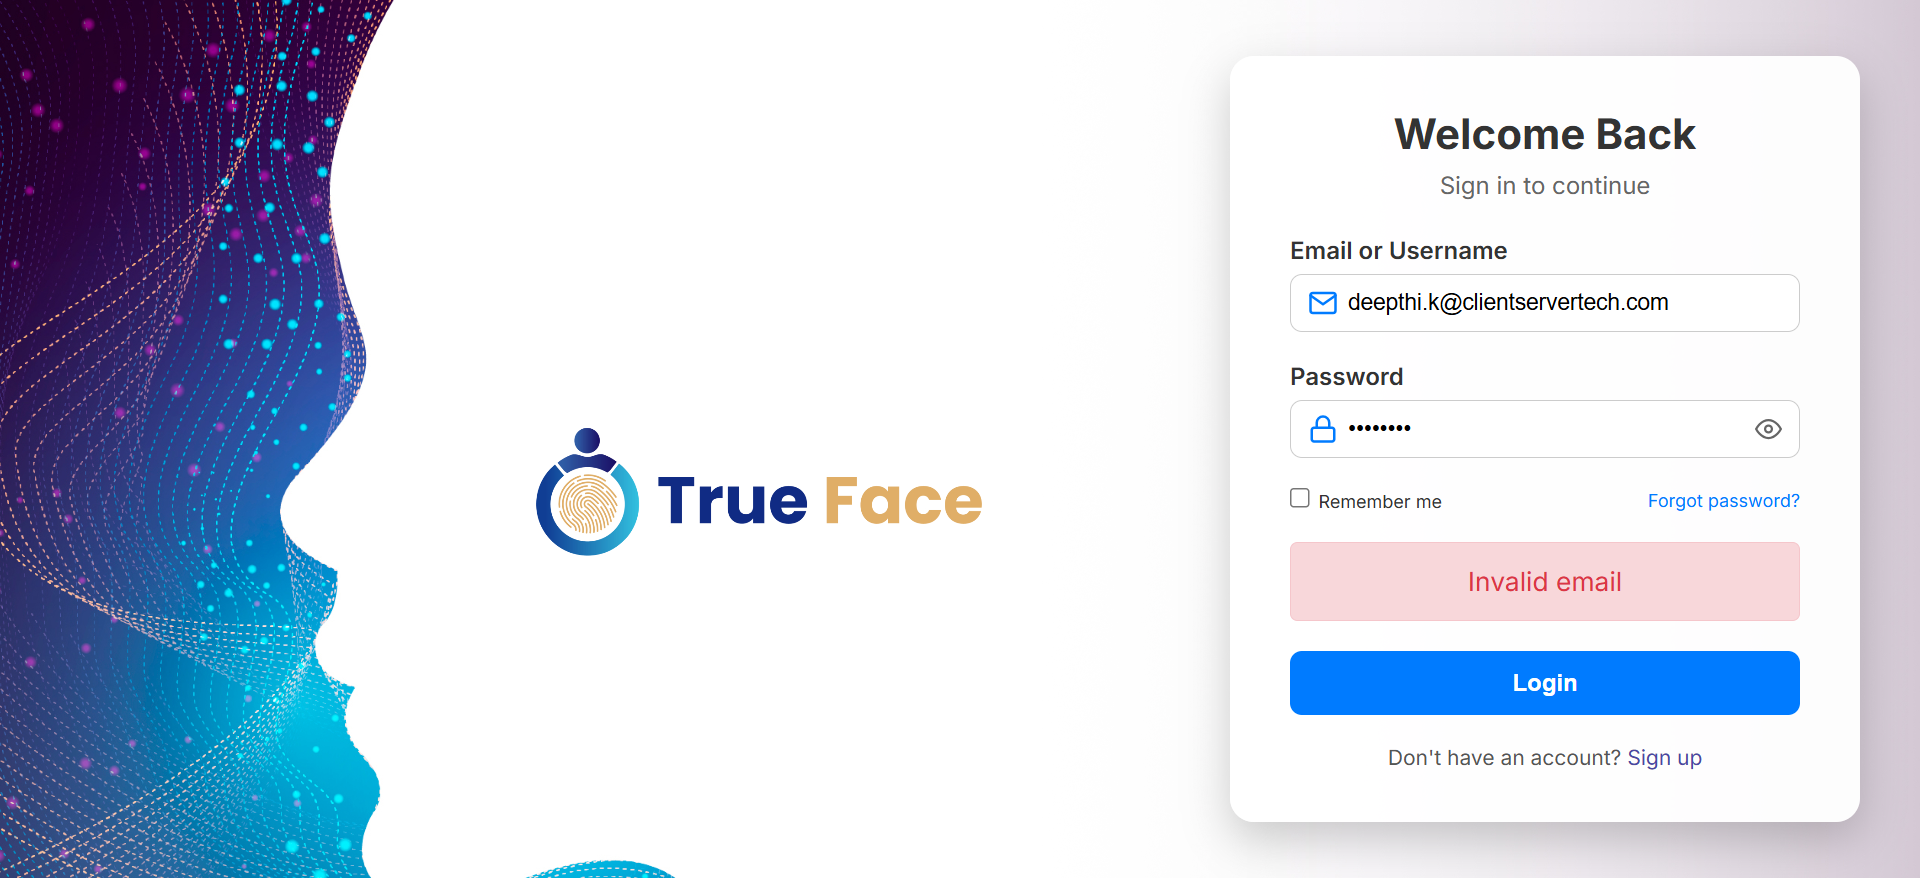 True Face
Welcome Back
Sign in to continue
Email or Username
deepthi.k@clientservertech.com
Password
••••••••
Remember me
Forgot password?
Invalid email
Login
Don't have an account? Sign up